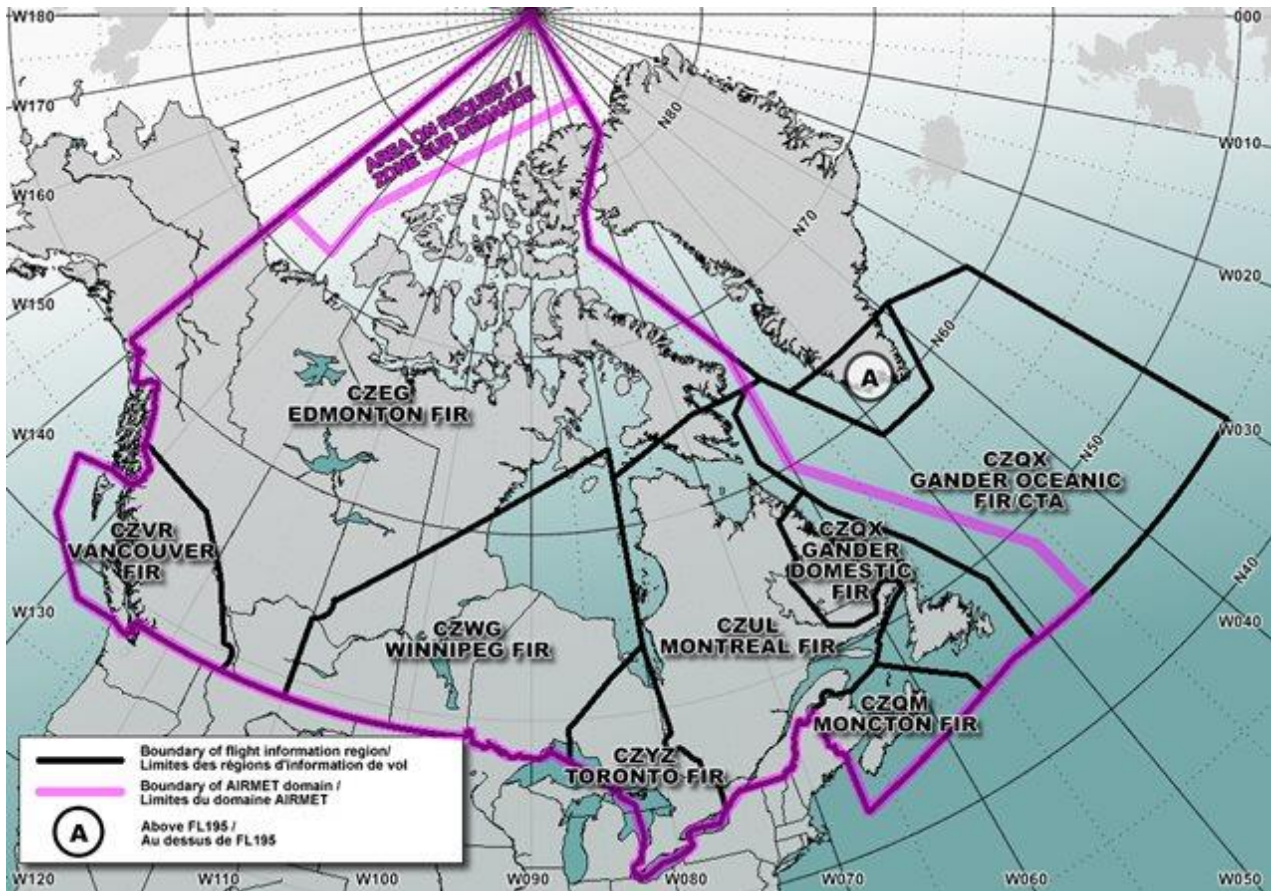 W180
000
W170
AREA ON REQUEST /
ZONE SUR DEMANDE
N80
W010
W160
N70
W020
W150
N60
A
CZEG
EDMONTON FIR
W140
W030
N50
CZQX
GANDER OCEANIC
FIR/CTA
CZVR
VANCOUVER
FIR
CZQX
GANDER
DOMESTIC
FIR
N40
W130
W040
CZWG
WINNIPEG FIR
CZUL
MONTREAL FIR
CZQM
MONCTON FIR
CZYZ
TORONTO FIR
Boundary of flight information region/
Limites des régions d'information de vol
Boundary of AIRMET domain /
Limites du domaine AIRMET
A
Above FL195 /
Au dessus de FL195
W120
W110
W100
W090
W080
W070
W060
W050